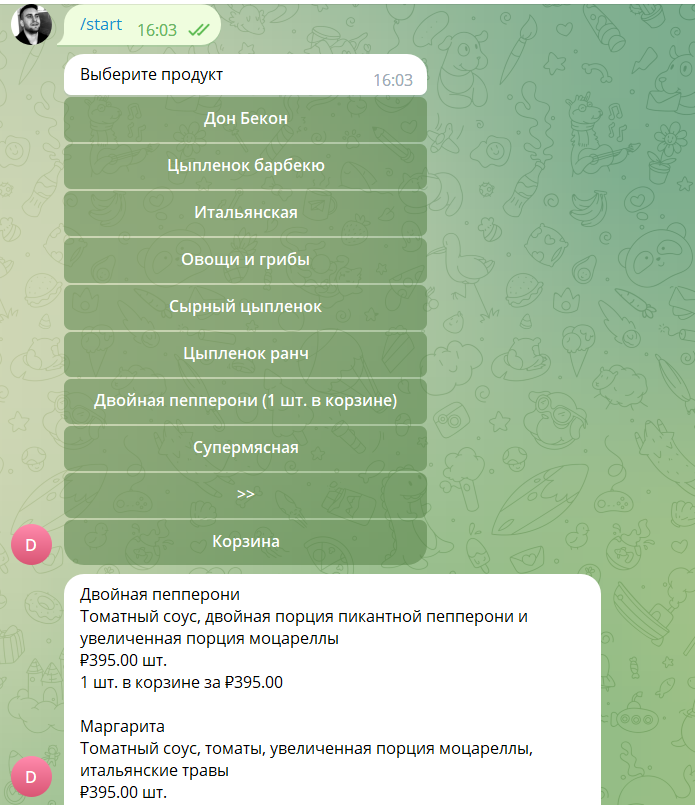 /start 16:03
Выберите продукт 16:03
Дон Бекон
Цыпленок барбекю
Итальянская
Овощи и грибы
Сырный цыпленок
Цыпленок ранч
Двойная пепперони (1 шт. в корзине)
Супермясная
>>
Корзина
D
Двойная пепперони
Томатный соус, двойная порция пикантной пепперони и
увеличенная порция моцареллы
₽395.00 шт.
1 шт. в корзине за ₽395.00
Маргарита
Томатный соус, томаты, увеличенная порция моцареллы,
итальянские травы
D
₽395.00 шт.